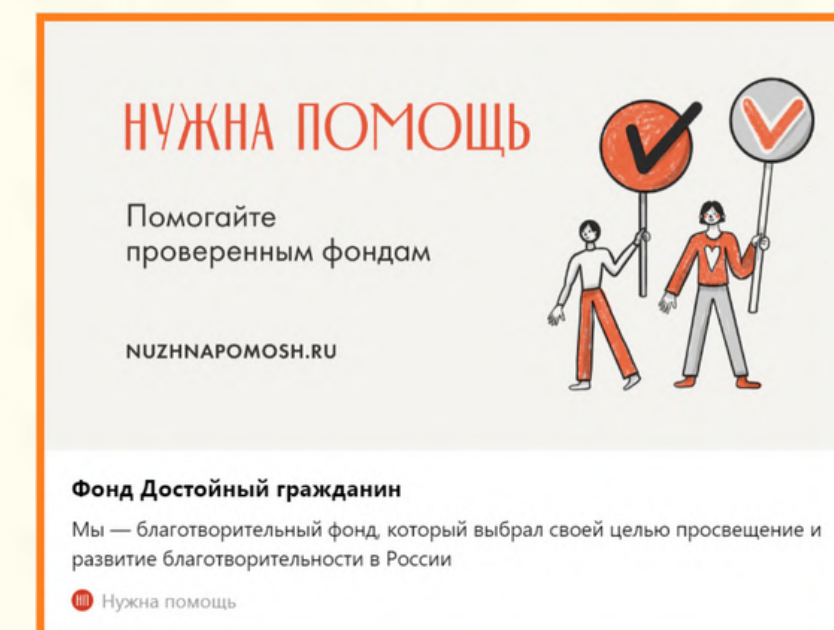 НУЖНА ПОМОЩЬ
Помогайте
проверенным фондам
NUZHNAPOMOSH.RU
Фонд Достойный гражданин
Мы — благотворительный фонд, который выбрал своей целью просвещение и
развитие благотворительности в России
НП Нужна помощь